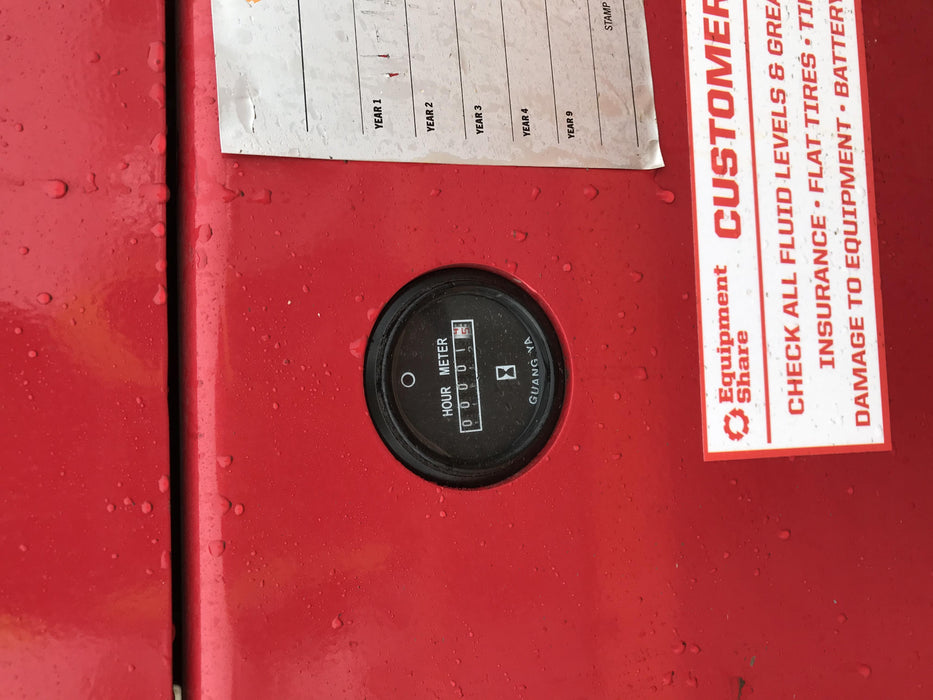 YEAR 1
YEAR 2
YEAR 3
YEAR 4
YEAR 9
STAMP
HOUR METER
0 0 0 0 1
GUANG YA
Equipment
Share
CUSTOMER
CHECK ALL FLUID LEVELS & GREA
INSURANCE • FLAT TIRES • TI
DAMAGE TO EQUIPMENT • BATTERY